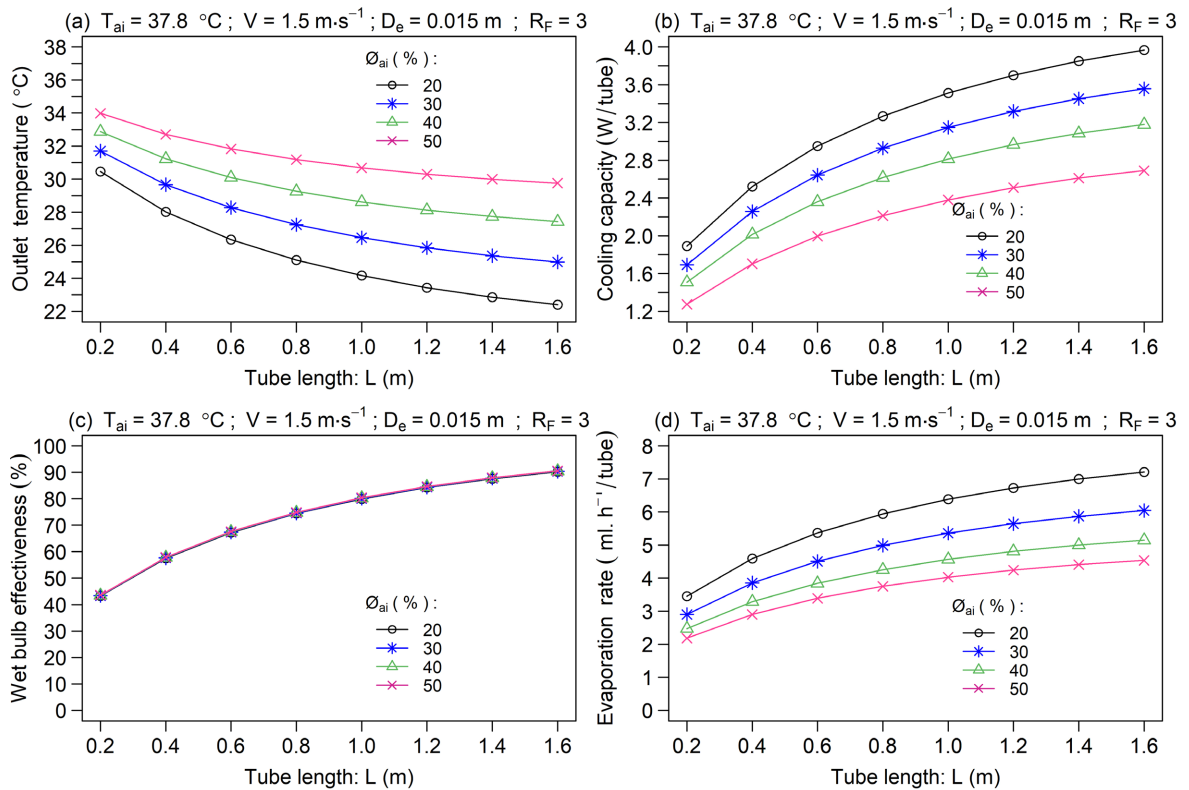 (a) T_ai = 37.8 °C ; V = 1.5 m·s⁻¹ ; D_e = 0.015 m ; R_F = 3
Outlet temperature ( °C)
38
36
34
32
30
28
26
24
22
Ø_ai ( % ) :
20
30
40
50
0.2 0.4 0.6 0.8 1.0 1.2 1.4 1.6
Tube length: L (m)
(b) T_ai = 37.8 °C ; V = 1.5 m·s⁻¹ ; D_e = 0.015 m ; R_F = 3
Cooling capacity (W / tube)
4.0
3.6
3.2
2.8
2.4
2.0
1.6
1.2
Ø_ai ( % ) :
20
30
40
50
0.2 0.4 0.6 0.8 1.0 1.2 1.4 1.6
Tube length: L (m)
(c) T_ai = 37.8 °C ; V = 1.5 m·s⁻¹ ; D_e = 0.015 m ; R_F = 3
Wet bulb effectiveness (%)
100
90
80
70
60
50
40
30
20
10
0
Ø_ai ( % ) :
20
30
40
50
0.2 0.4 0.6 0.8 1.0 1.2 1.4 1.6
Tube length: L (m)
(d) T_ai = 37.8 °C ; V = 1.5 m·s⁻¹ ; D_e = 0.015 m ; R_F = 3
Evaporation rate ( ml. h⁻¹ / tube)
8
7
6
5
4
3
2
1
0
Ø_ai ( % ) :
20
30
40
50
0.2 0.4 0.6 0.8 1.0 1.2 1.4 1.6
Tube length: L (m)